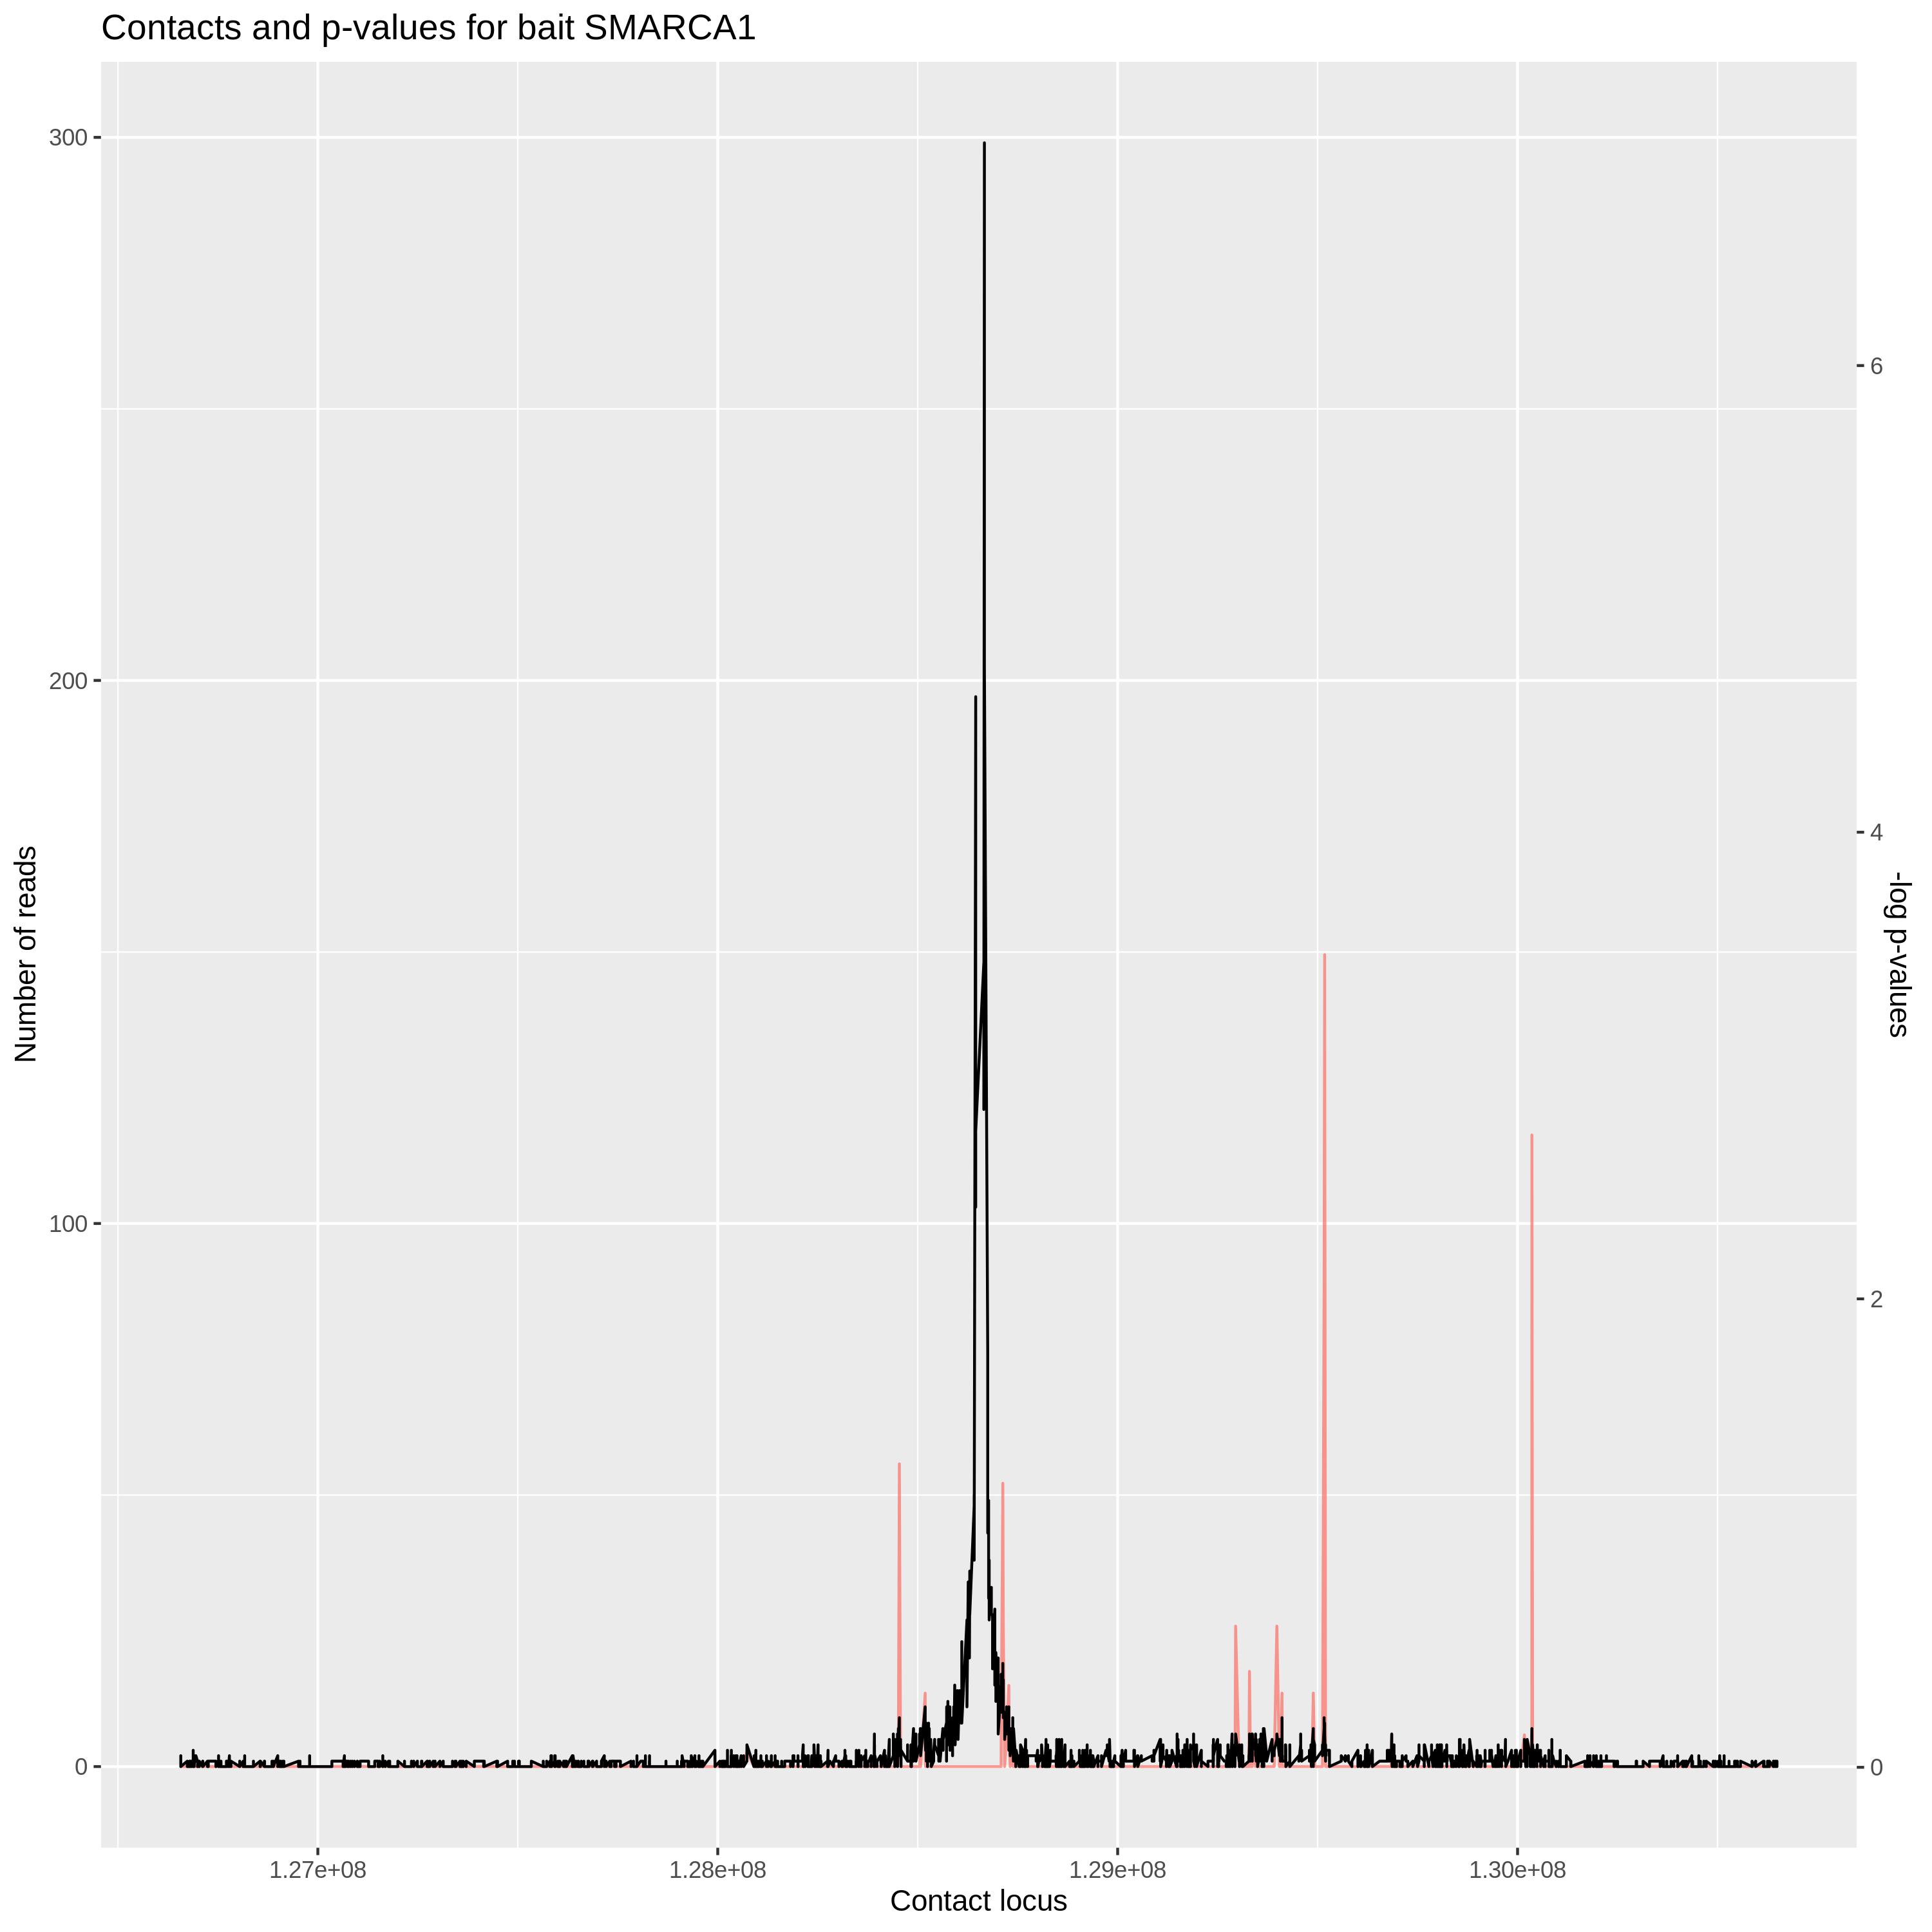 Contacts and p-values for bait SMARCA1
300
200
100
0
Number of reads
6
4
2
0
-log p-values
1.27e+08
1.28e+08
1.29e+08
1.30e+08
Contact locus